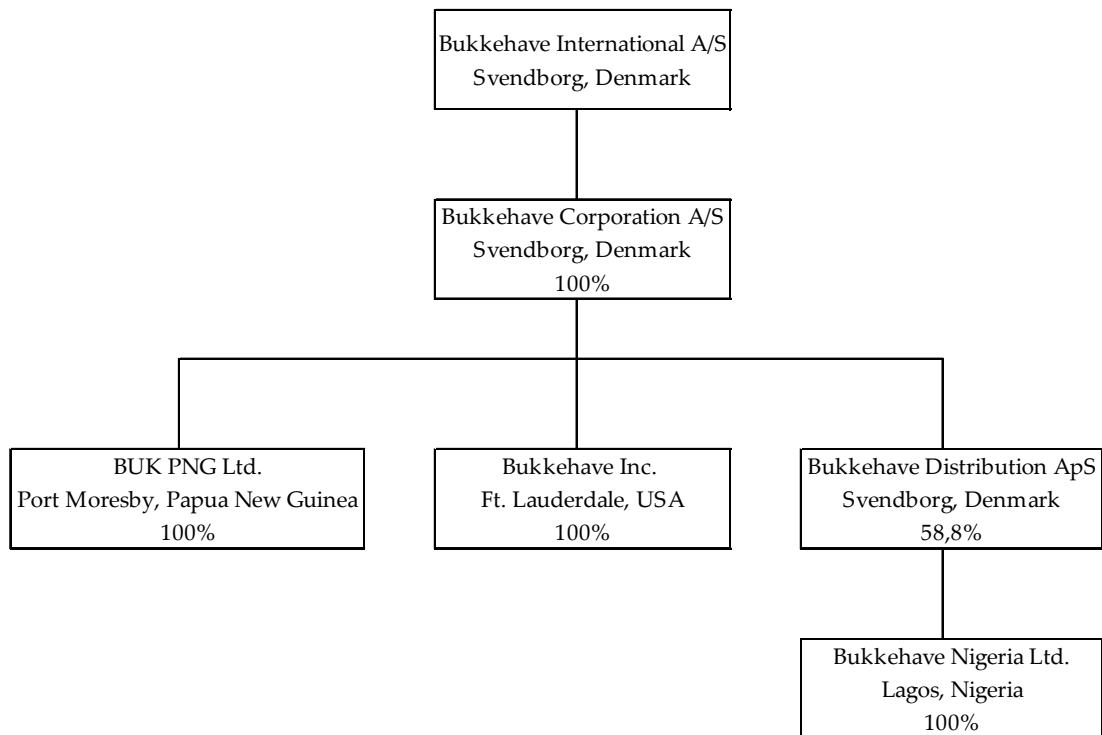 Bukkehave International A/S
Svendborg, Denmark
Bukkehave Corporation A/S
Svendborg, Denmark
100%
BUK PNG Ltd.
Port Moresby, Papua New Guinea
100%
Bukkehave Inc.
Ft. Lauderdale, USA
100%
Bukkehave Distribution ApS
Svendborg, Denmark
58,8%
Bukkehave Nigeria Ltd.
Lagos, Nigeria
100%